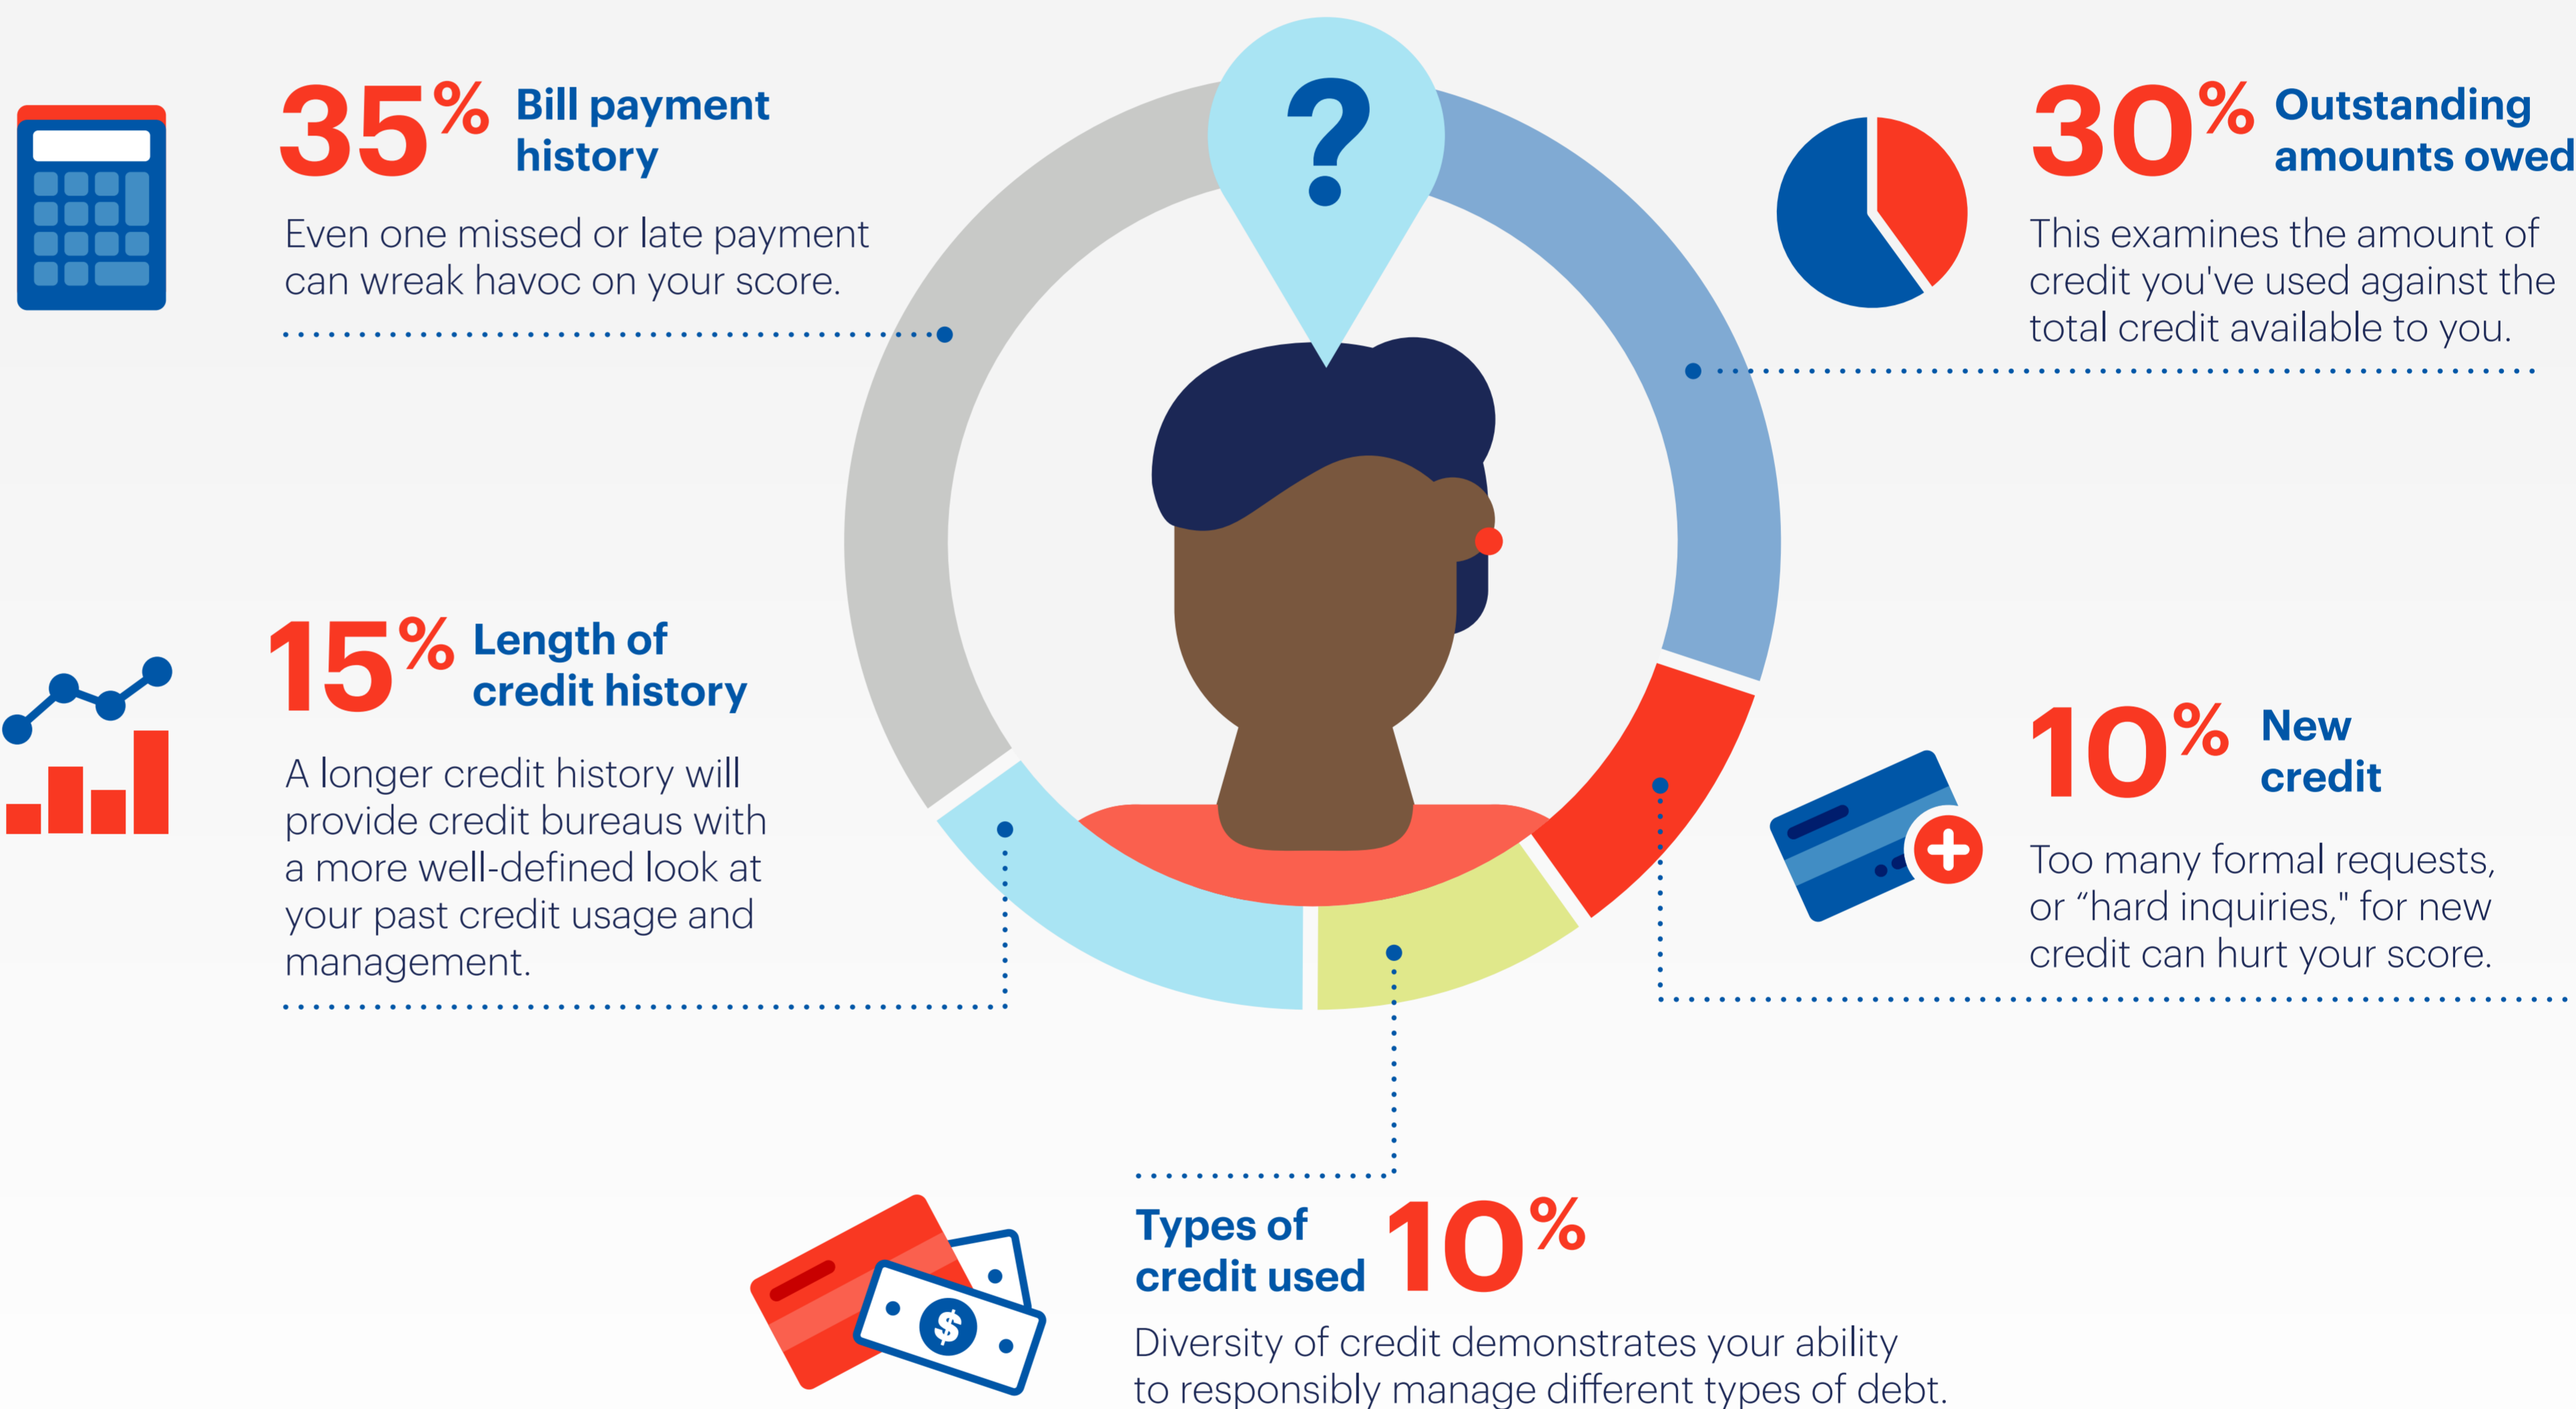 ?
35% Bill payment
history
Even one missed or late payment
can wreak havoc on your score.
30% Outstanding
amounts owed
This examines the amount of
credit you've used against the
total credit available to you.
15% Length of
credit history
A longer credit history will
provide credit bureaus with
a more well-defined look at
your past credit usage and
management.
10% New
credit
Too many formal requests,
or “hard inquiries," for new
credit can hurt your score.
Types of
credit used 10%
$
Diversity of credit demonstrates your ability
to responsibly manage different types of debt.